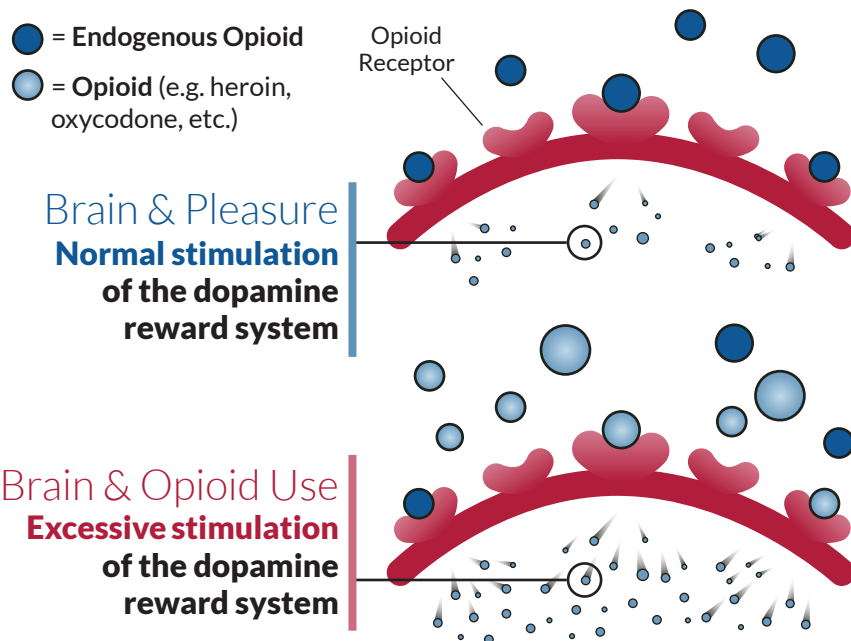 = Endogenous Opioid
= Opioid (e.g. heroin,
oxycodone, etc.)
Opioid
Receptor
Brain & Pleasure
Normal stimulation
of the dopamine
reward system
Brain & Opioid Use
Excessive stimulation
of the dopamine
reward system